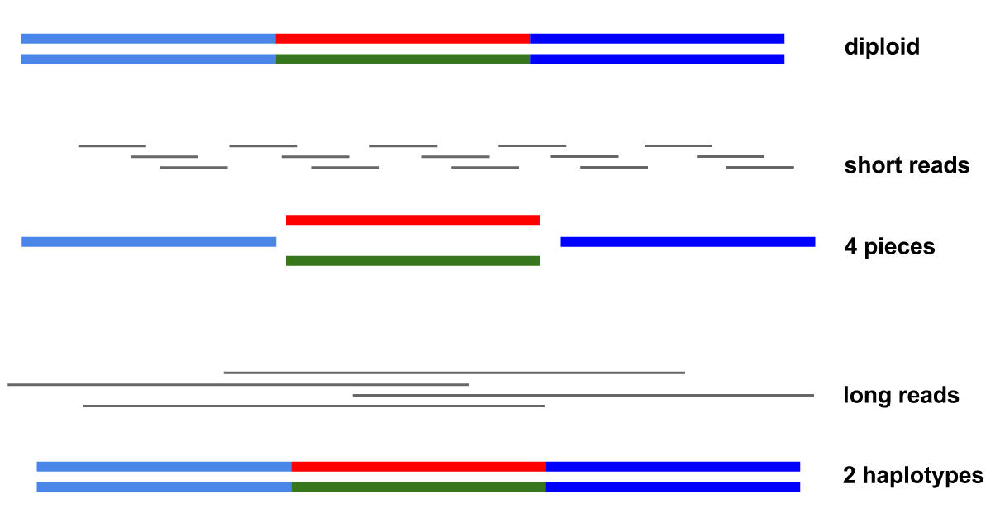 diploid
short reads
4 pieces
long reads
2 haplotypes